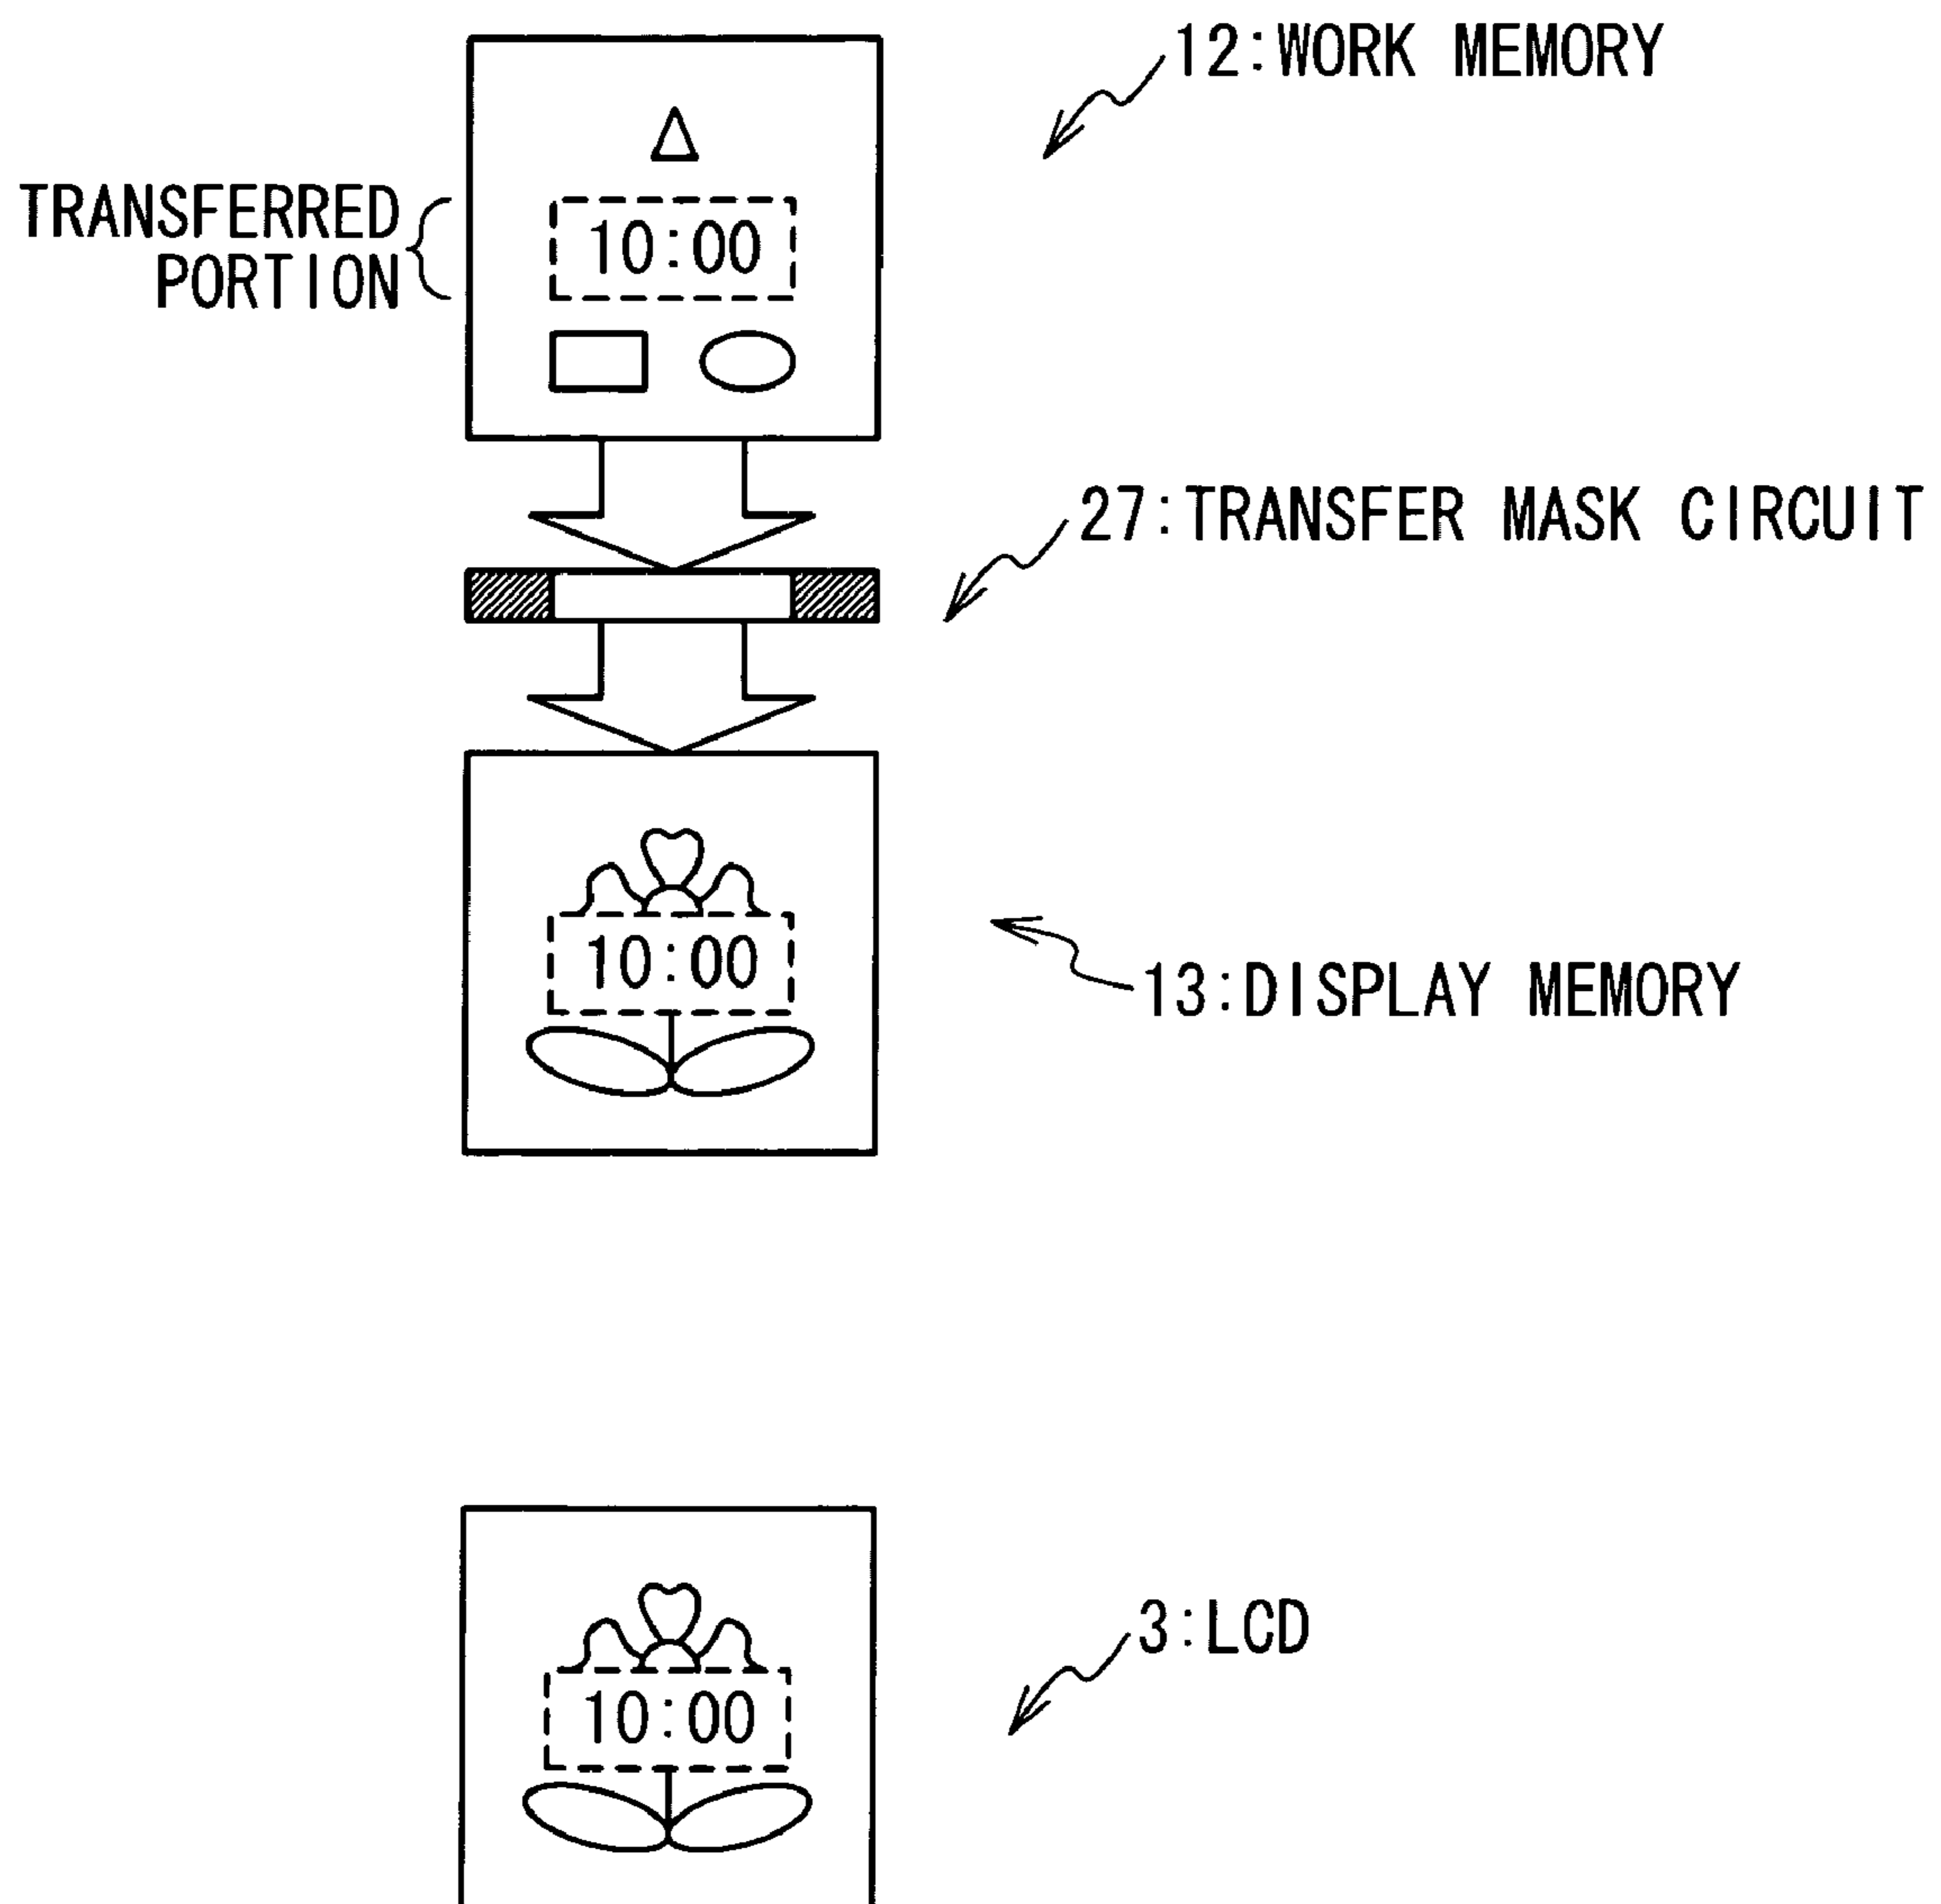 12:WORK MEMORY
TRANSFERRED
PORTION
10:00
27:TRANSFER MASK CIRCUIT
10:00
13:DISPLAY MEMORY
3:LCD
10:00